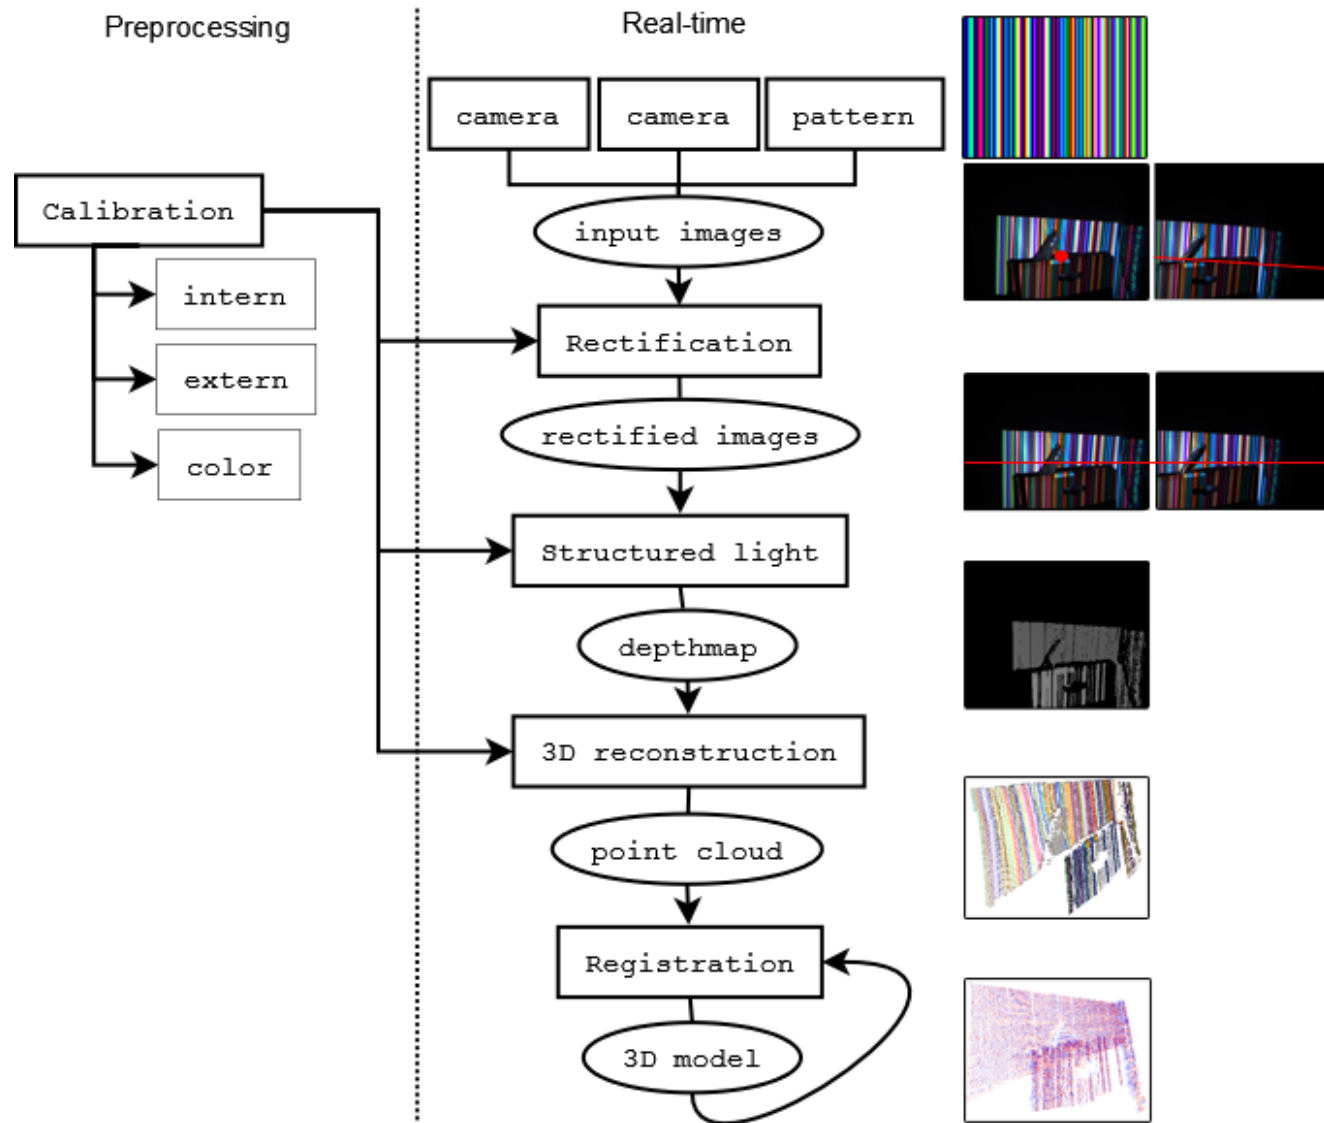 Preprocessing
Real-time
camera
camera
pattern
Calibration
input images
intern
Rectification
extern
rectified images
color
Structured light
depthmap
3D reconstruction
point cloud
Registration
3D model